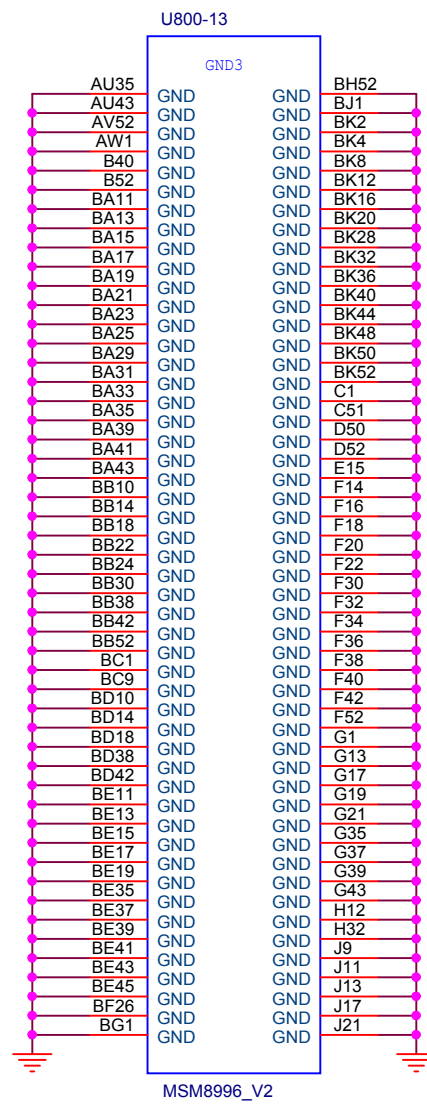 U800-13
GND3
AU35 GND GND BH52
AU43 GND GND BJ1
AV52 GND GND BK2
AW1 GND GND BK4
B40 GND GND BK8
B52 GND GND BK12
BA11 GND GND BK16
BA13 GND GND BK20
BA15 GND GND BK28
BA17 GND GND BK32
BA19 GND GND BK36
BA21 GND GND BK40
BA23 GND GND BK44
BA25 GND GND BK48
BA29 GND GND BK50
BA31 GND GND BK52
BA33 GND GND C1
BA35 GND GND C51
BA39 GND GND D50
BA41 GND GND D52
BA43 GND GND E15
BB10 GND GND F14
BB14 GND GND F16
BB18 GND GND F18
BB22 GND GND F20
BB24 GND GND F22
BB30 GND GND F30
BB38 GND GND F32
BB42 GND GND F34
BB52 GND GND F36
BC1 GND GND F38
BC9 GND GND F40
BD10 GND GND F42
BD14 GND GND F52
BD18 GND GND G1
BD38 GND GND G13
BD42 GND GND G17
BE11 GND GND G19
BE13 GND GND G21
BE15 GND GND G35
BE17 GND GND G37
BE19 GND GND G39
BE35 GND GND G43
BE37 GND GND H12
BE39 GND GND H32
BE41 GND GND J9
BE43 GND GND J11
BE45 GND GND J13
BF26 GND GND J17
BG1 GND GND J21
MSM8996_V2